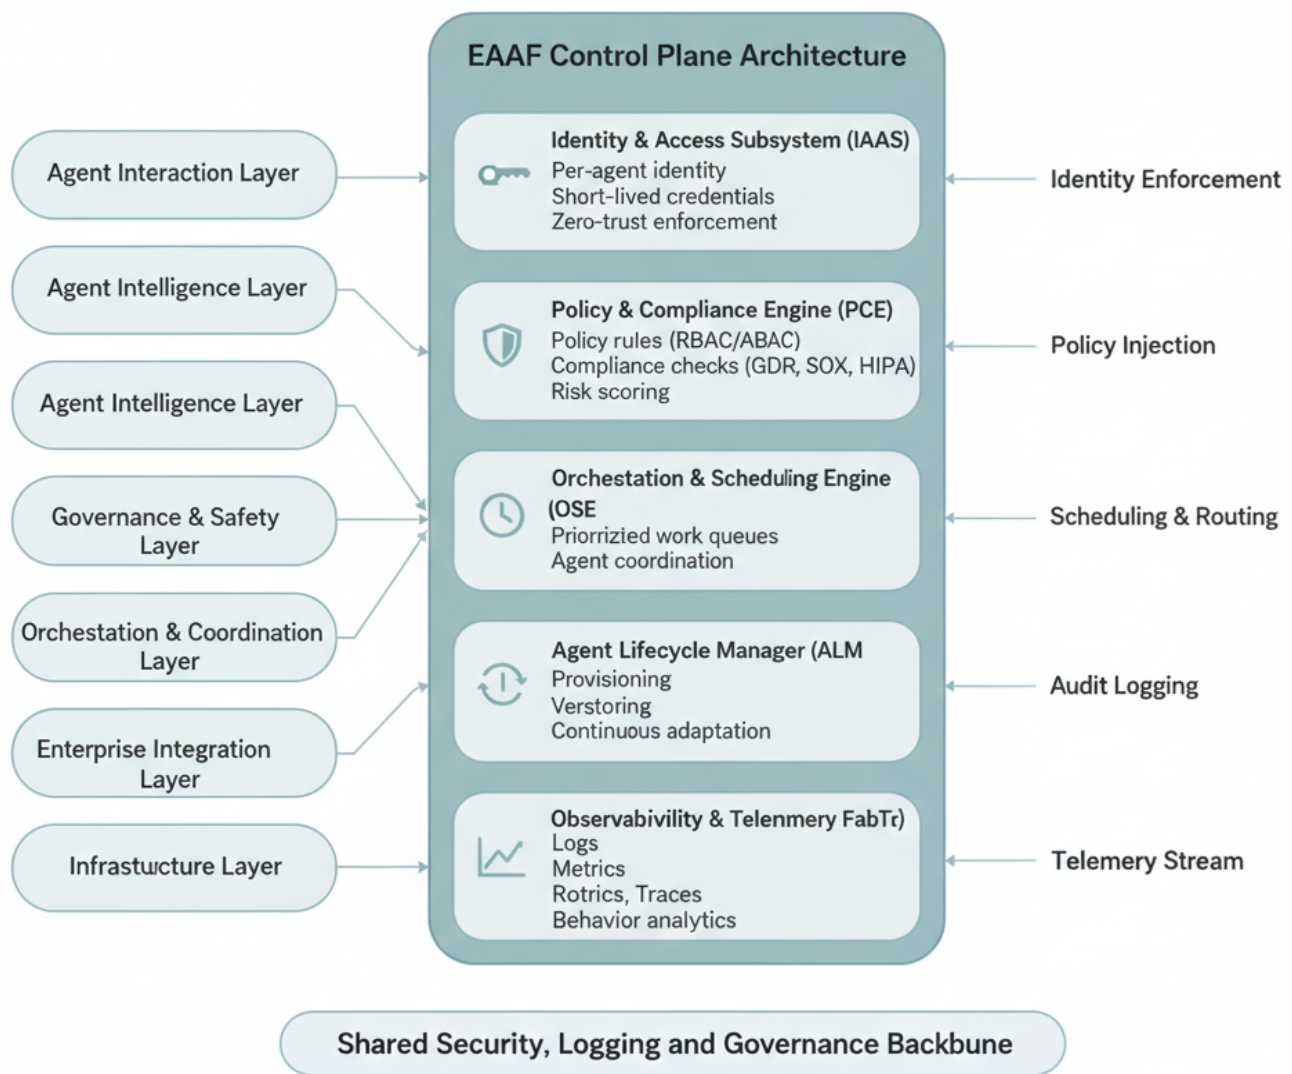 EAAF Control Plane Architecture
Agent Interaction Layer
Agent Intelligence Layer
Agent Intelligence Layer
Governance & Safety
Layer
Orchestation & Coordination
Layer
Enterprise Integration
Layer
Infrastucture Layer
Identity & Access Subsystem (IAAS)
Per-agent identity
Short-lived credentials
Zero-trust enforcement
Policy & Compliance Engine (PCE)
Policy rules (RBAC/ABAC)
Compliance checks (GDR, SOX, HIPA)
Risk scoring
Orchestation & Scheduling Engine
(OSE
Priorrizted work queues
Agent coordination
Agent Lifecycle Manager (ALM
Provisioning
Verstoring
Continuous adaptation
Observabivility & Telenmery FabTr)
Logs
Metrics
Rotrics, Traces
Behavior analytics
Identity Enforcement
Policy Injection
Scheduling & Routing
Audit Logging
Telemery Stream
Shared Security, Logging and Governance Backbune